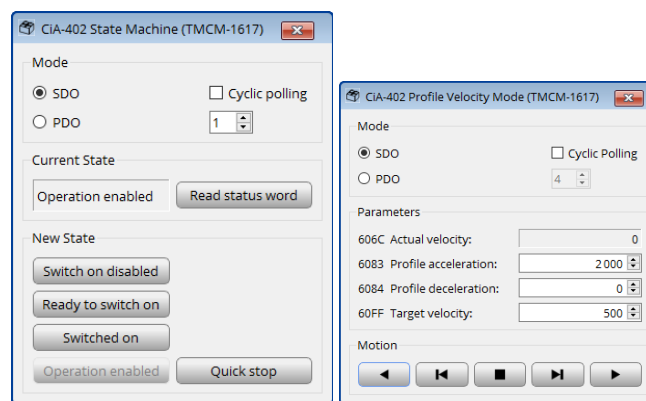 CiA-402 State Machine (TMCM-1617)
Mode
SDO
Cyclic polling
PDO
1
Current State
Operation enabled
Read status word
New State
Switch on disabled
Ready to switch on
Switched on
Operation enabled
Quick stop
CiA-402 Profile Velocity Mode (TMCM-1617)
Mode
SDO
Cyclic Polling
PDO
4
Parameters
606C Actual velocity: 0
6083 Profile acceleration: 2 000
6084 Profile deceleration: 0
60FF Target velocity: 500
Motion